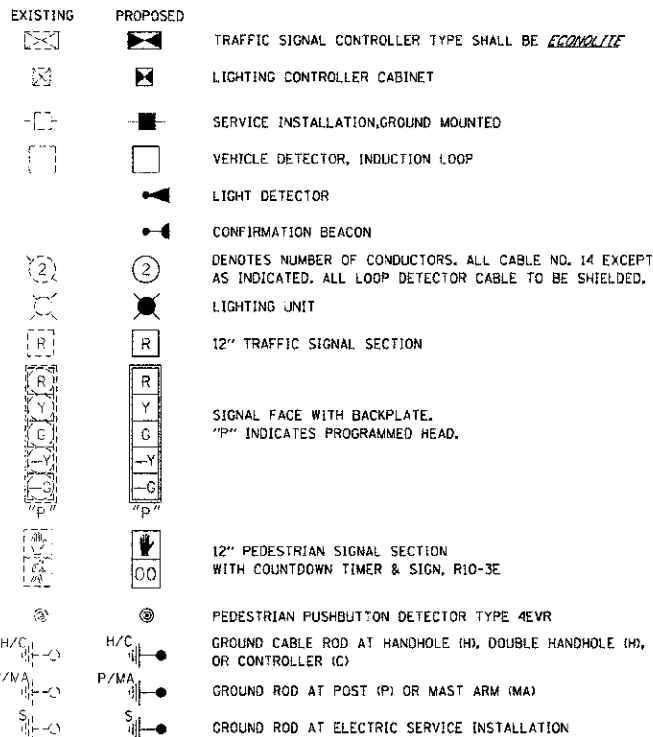 EXISTING PROPOSED
TRAFFIC SIGNAL CONTROLLER TYPE SHALL BE ECONOLITE
LIGHTING CONTROLLER CABINET
SERVICE INSTALLATION,GROUND MOUNTED
VEHICLE DETECTOR, INDUCTION LOOP
LIGHT DETECTOR
CONFIRMATION BEACON
2 2 DENOTES NUMBER OF CONDUCTORS. ALL CABLE NO. 14 EXCEPT
AS INDICATED. ALL LOOP DETECTOR CABLE TO BE SHIELDED.
LIGHTING UNIT
R R 12" TRAFFIC SIGNAL SECTION
R R
Y Y SIGNAL FACE WITH BACKPLATE.
G G "P" INDICATES PROGRAMMED HEAD.
Y Y
G G
"P" "P"
12" PEDESTRIAN SIGNAL SECTION
00 WITH COUNTDOWN TIMER & SIGN, R10-3E
PEDESTRIAN PUSHBUTTON DETECTOR TYPE 4EVR
H/C H/C GROUND CABLE ROD AT HANDHOLE (H), DOUBLE HANDHOLE (H),
OR CONTROLLER (C)
/MA P/MA GROUND ROD AT POST (P) OR MAST ARM (MA)
S S GROUND ROD AT ELECTRIC SERVICE INSTALLATION